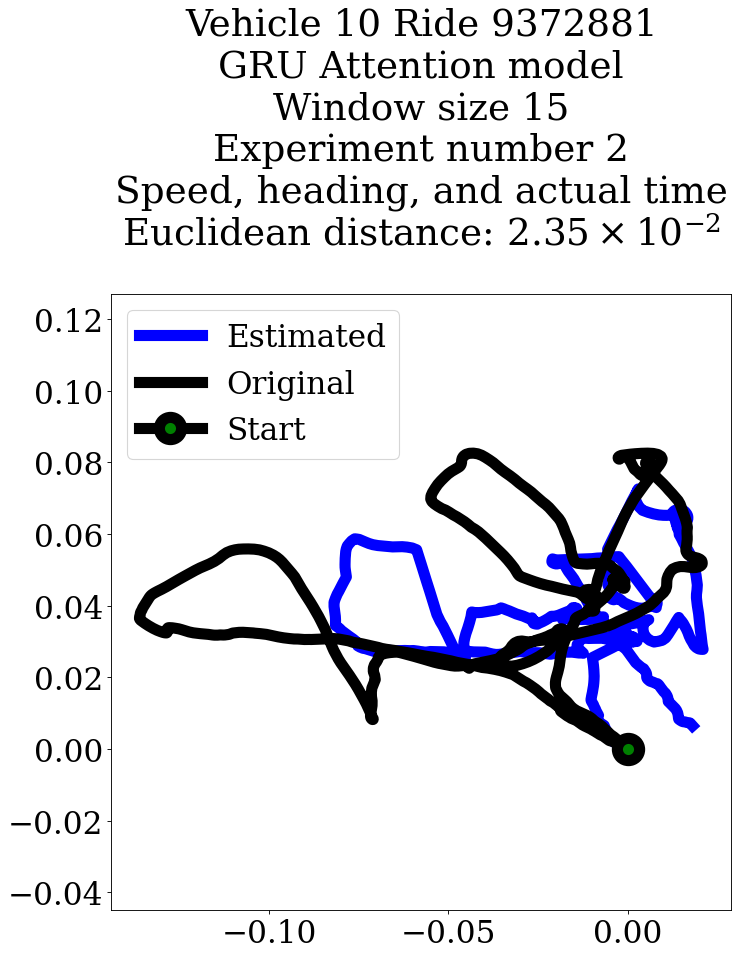 Vehicle 10 Ride 9372881
GRU Attention model
Window size 15
Experiment number 2
Speed, heading, and actual time
Euclidean distance: 2.35 × 10⁻²
Estimated
Original
Start
0.12
0.10
0.08
0.06
0.04
0.02
0.00
−0.02
−0.04
−0.10
−0.05
0.00